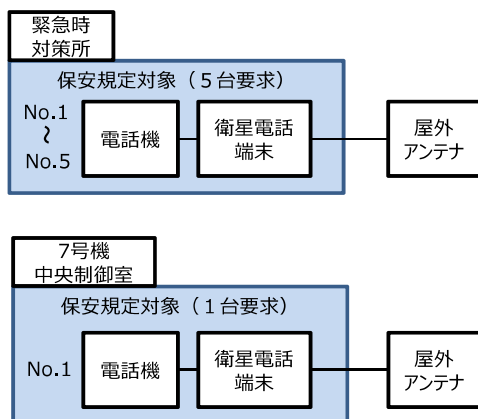 緊急時
対策所
保安規定対象（５台要求）
No.1
～
No.5
電話機
衛星電話
端末
屋外
アンテナ
7号機
中央制御室
保安規定対象（１台要求）
No.1
電話機
衛星電話
端末
屋外
アンテナ